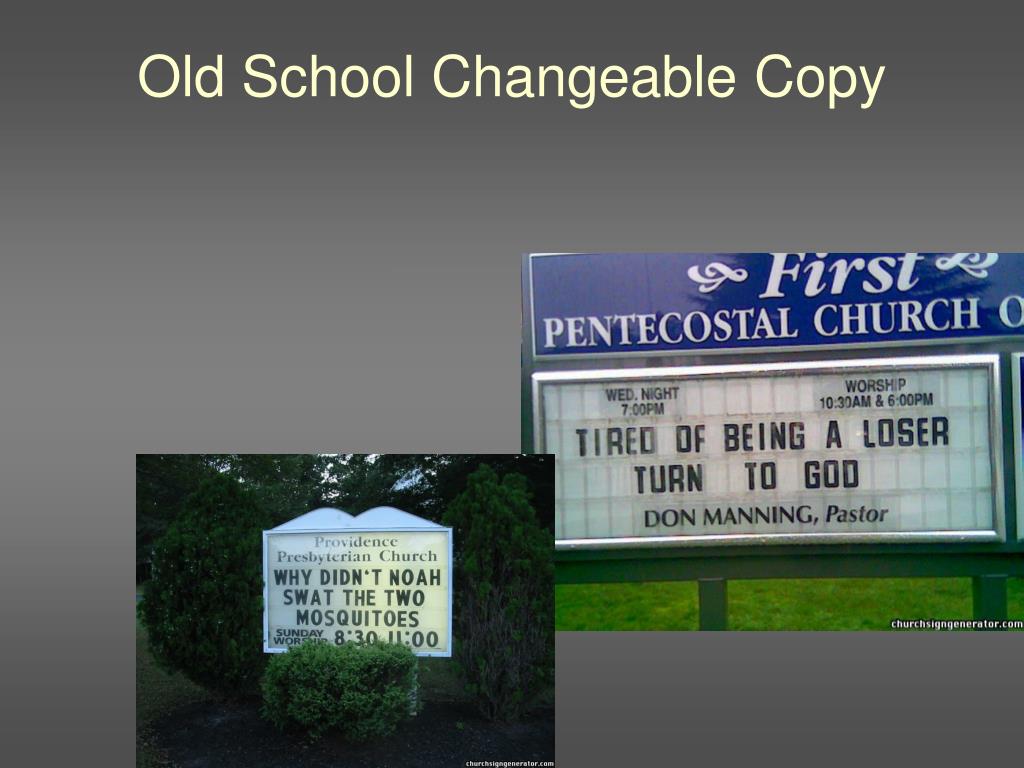 Old School Changeable Copy
First
PENTECOSTAL CHURCH O
WED. NIGHT
7:00PM
WORSHIP
10:30AM & 6:00PM
TIRED OF BEING A LOSER
TURN TO GOD
DON MANNING, Pastor
churchsigngenerator.com
Providence
Presbyterian Church
WHY DIDN'T NOAH
SWAT THE TWO
MOSQUITOES
SUNDAY
WORSHIP 8:30 11:00
churchsigngenerator.com